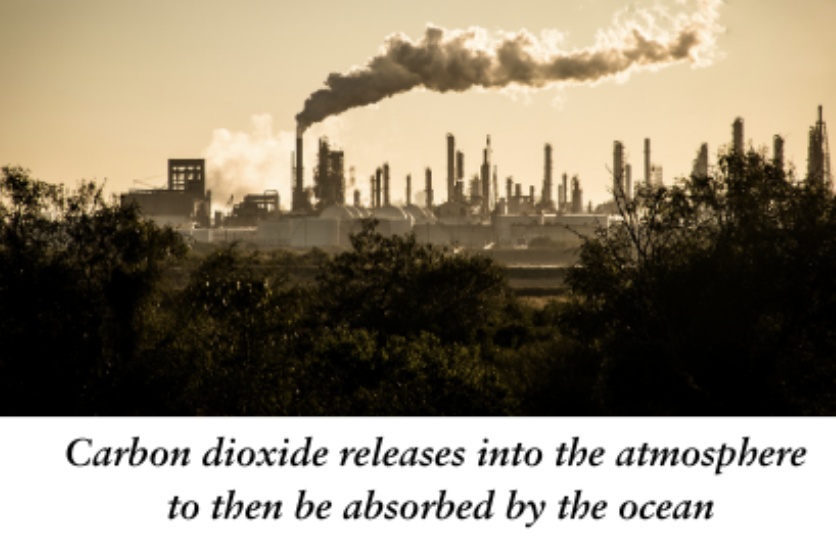 Carbon dioxide releases into the atmosphere
to then be absorbed by the ocean